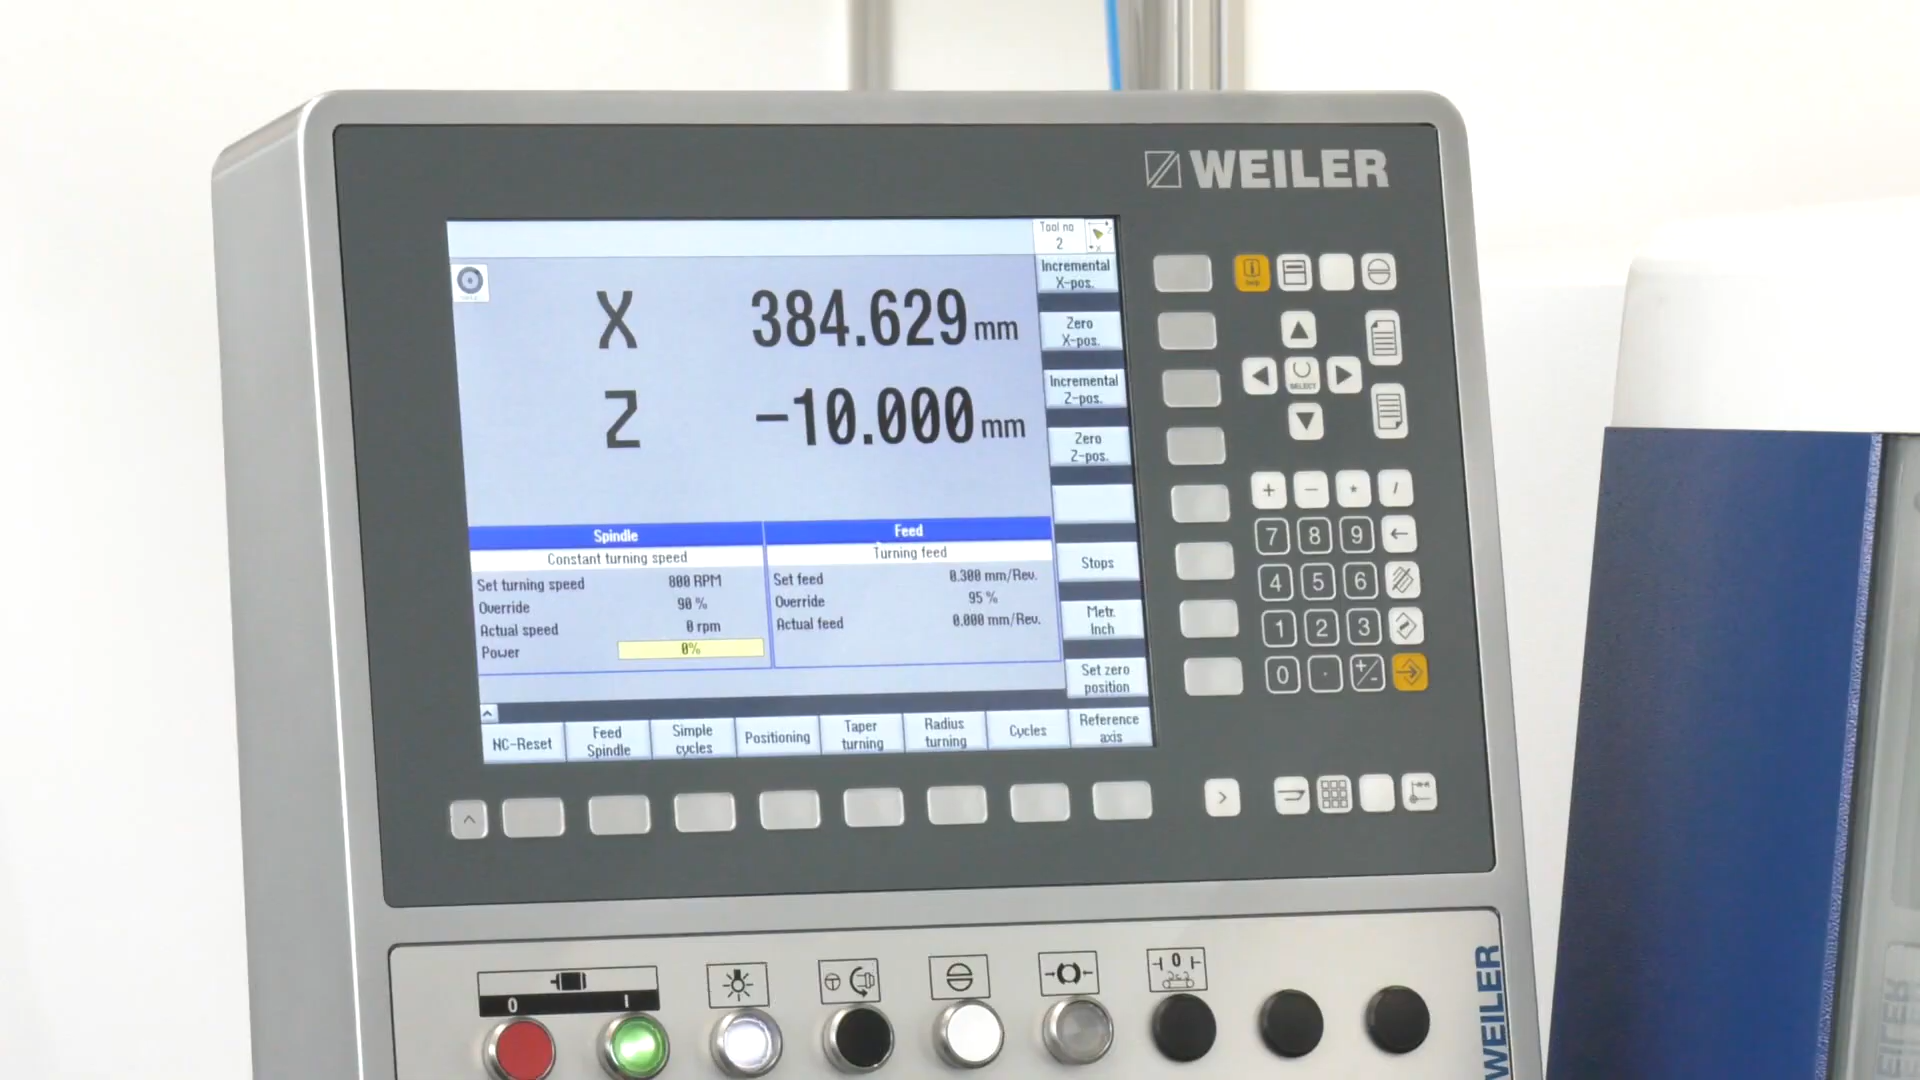 WEILER
Tool no
2
X 384.629 mm
Z -10.000 mm
Incremental
X-pos.
Zero
X-pos.
Incremental
Z-pos.
Zero
Z-pos.
Stops
Metr.
Inch
Set zero
position
Spindle
Constant turning speed
Set turning speed 800 RPM
Override 90 %
Actual speed 0 rpm
Power 0%
Feed
Turning feed
Set feed 0.300 mm/Rev.
Override 95 %
Actual feed 0.000 mm/Rev.
NC-Reset
Feed
Spindle
Simple
cycles
Positioning
Taper
turning
Radius
turning
Cycles
Reference
axis
i
help
SELECT
+ - * /
7 8 9 ←
4 5 6
1 2 3
0 . +/-
0 I
0
WEILER
EILER